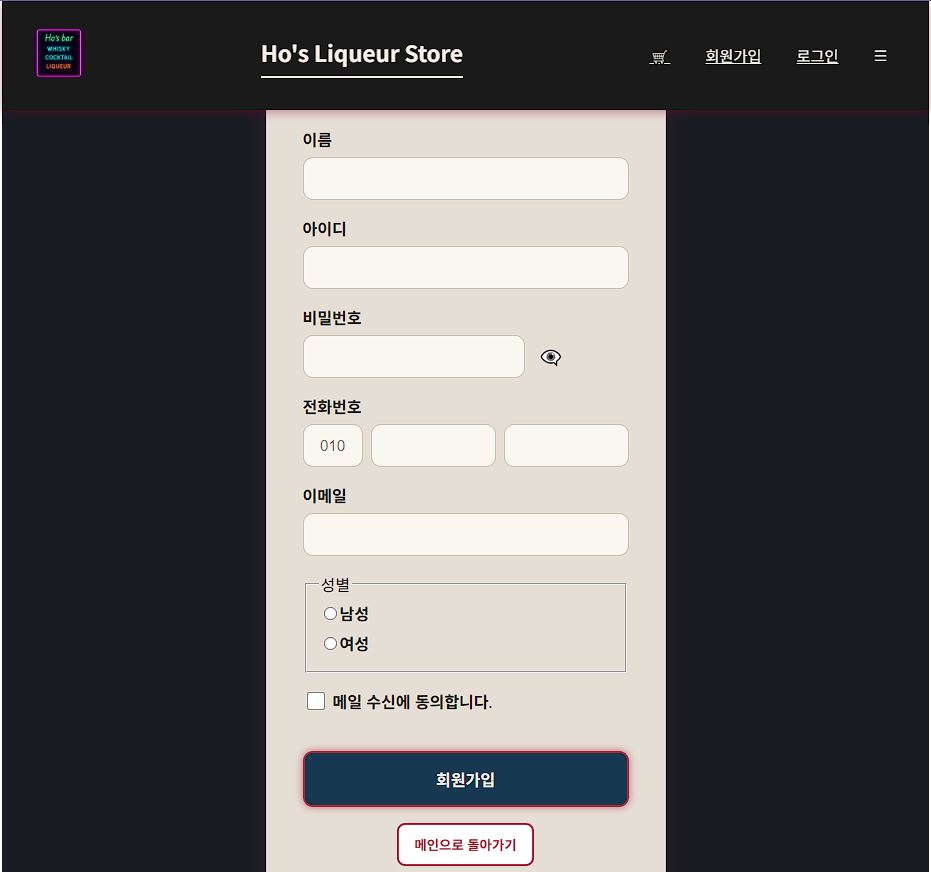 Ho's bar
WHISKY
COCKTAIL
LIQUEUR
Ho's Liqueur Store
회원가입
로그인
이름
아이디
비밀번호
전화번호
010
이메일
성별
남성
여성
메일 수신에 동의합니다.
회원가입
메인으로 돌아가기